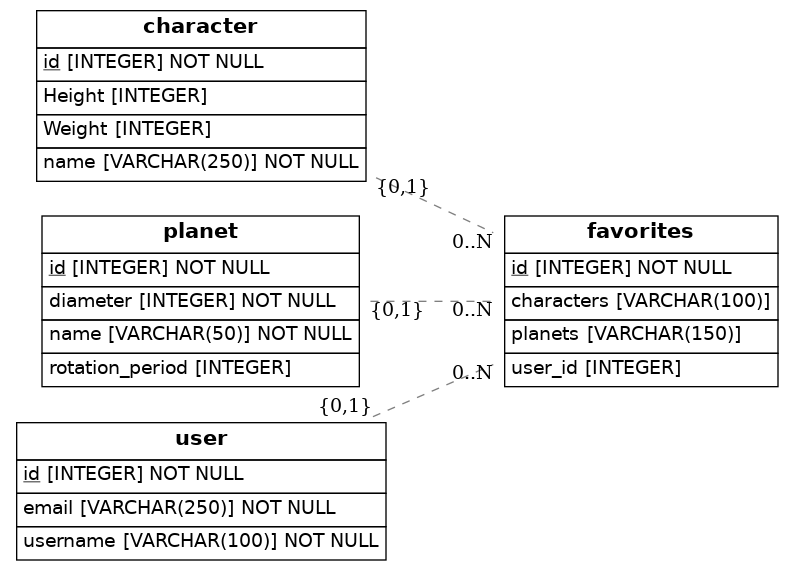 character
id [INTEGER] NOT NULL
Height [INTEGER]
Weight [INTEGER]
name [VARCHAR(250)] NOT NULL
{0,1}
0..N
planet
id [INTEGER] NOT NULL
diameter [INTEGER] NOT NULL
name [VARCHAR(50)] NOT NULL
rotation_period [INTEGER]
{0,1}
0..N
favorites
id [INTEGER] NOT NULL
characters [VARCHAR(100)]
planets [VARCHAR(150)]
user_id [INTEGER]
0..N
{0,1}
user
id [INTEGER] NOT NULL
email [VARCHAR(250)] NOT NULL
username [VARCHAR(100)] NOT NULL